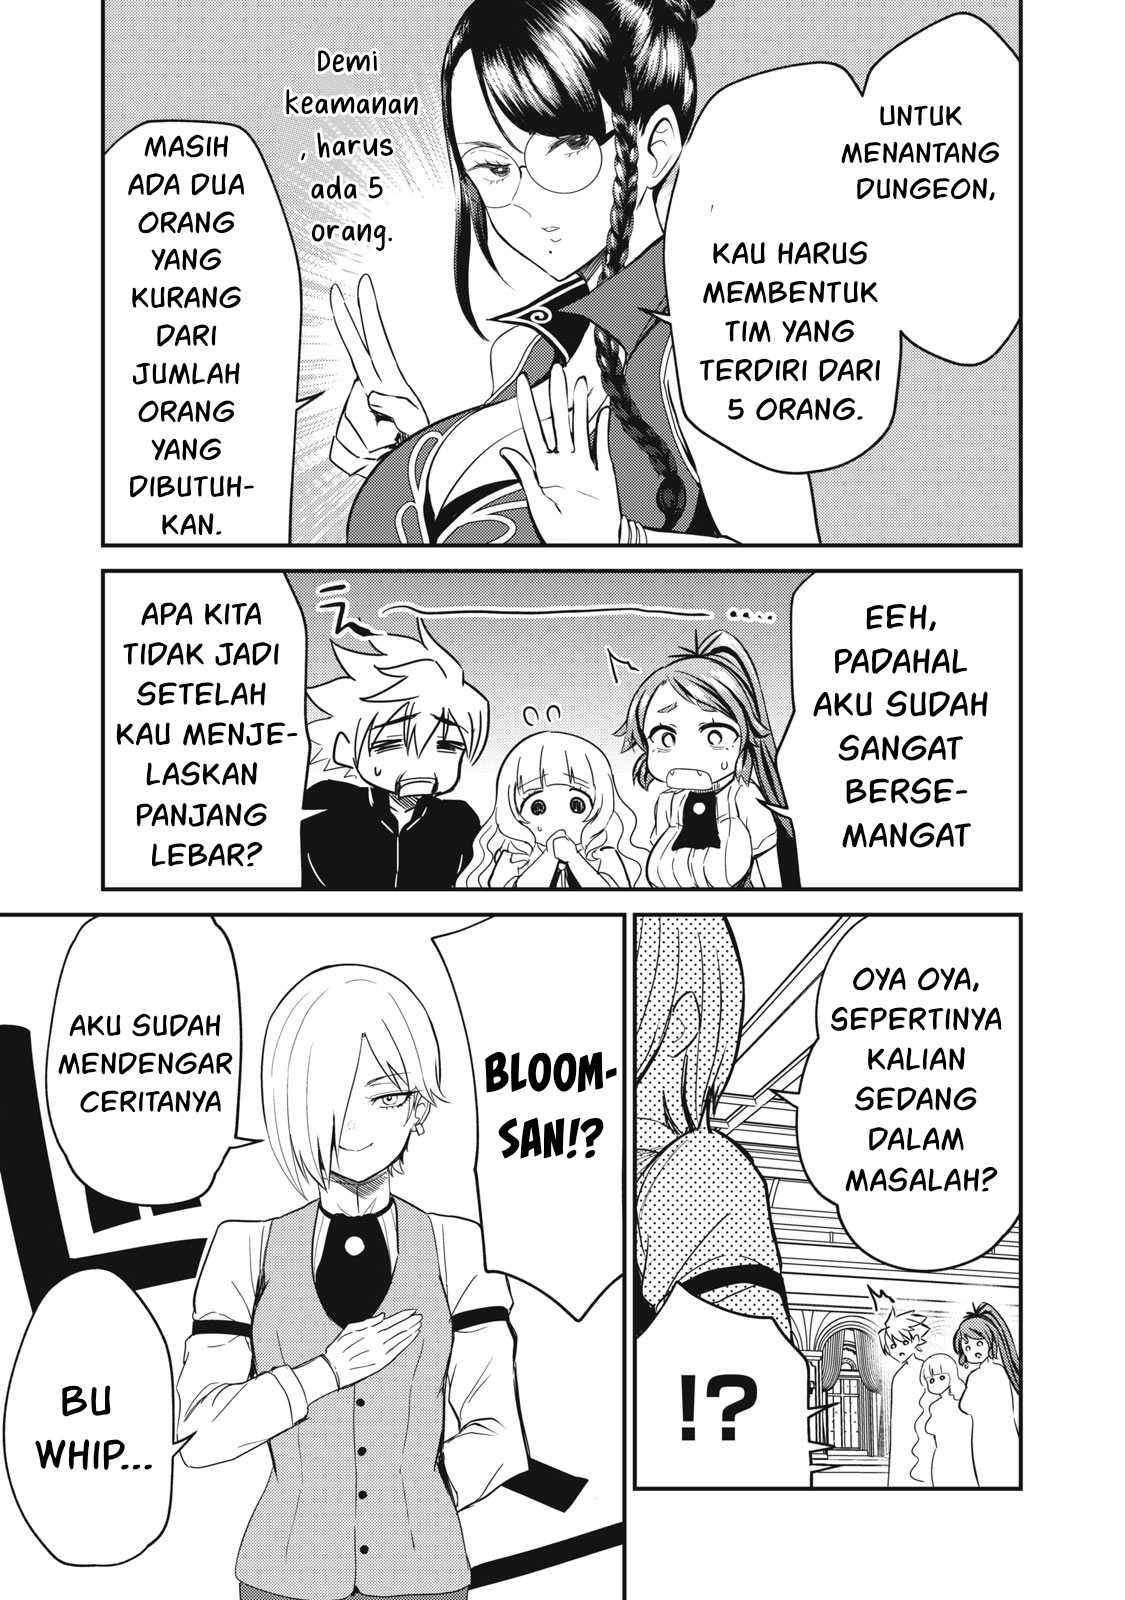 UNTUK
MENANTANG
DUNGEON,
KAU HARUS
MEMBENTUK
TIM YANG
TERDIRI DARI
5 ORANG.
Demi
keamanan
, harus
ada 5
orang.
MASIH
ADA DUA
ORANG
YANG
KURANG
DARI
JUMLAH
ORANG
YANG
DIBUTUH-
KAN.
EEH,
PADAHAL
AKU SUDAH
SANGAT
BERSE-
MANGAT
APA KITA
TIDAK JADI
SETELAH
KAU MENJE-
LASKAN
PANJANG
LEBAR?
OYA OYA,
SEPERTINYA
KALIAN
SEDANG
DALAM
MASALAH?
!?
BLOOM-
SAN!?
AKU SUDAH
MENDENGAR
CERITANYA
BU
WHIP...